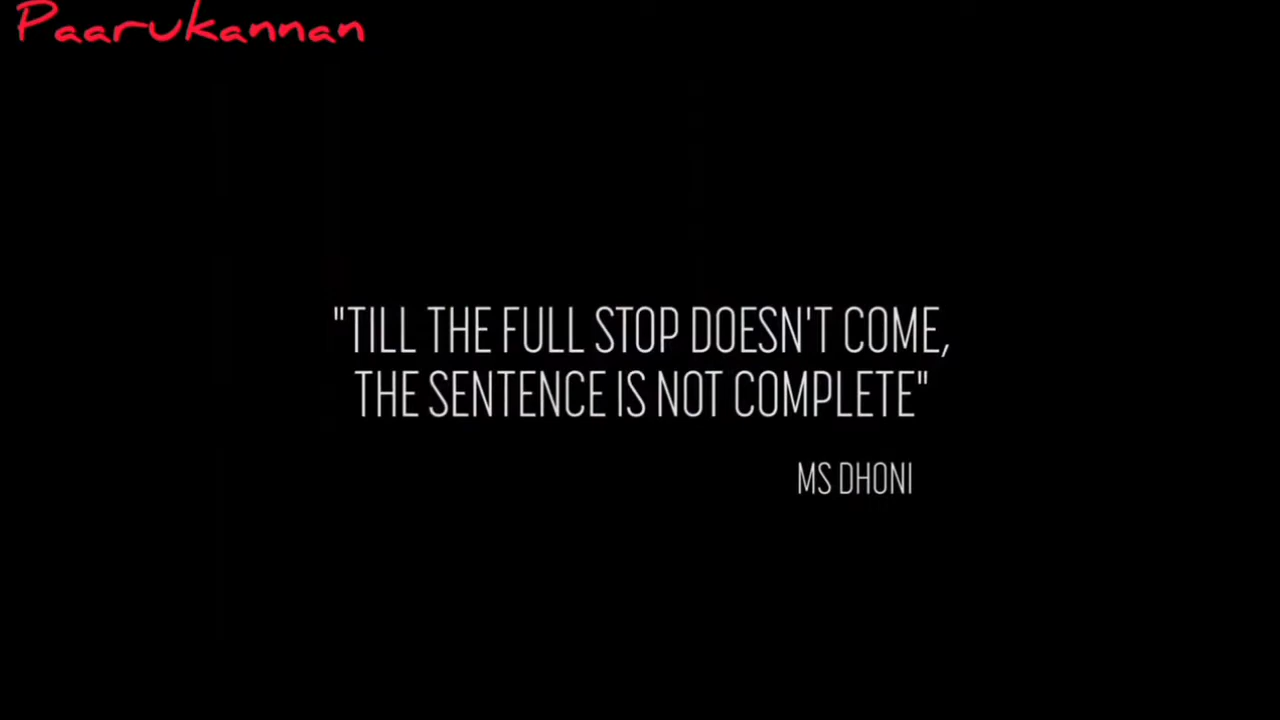 Paarukannan
"TILL THE FULL STOP DOESN'T COME,
THE SENTENCE IS NOT COMPLETE"
MS DHONI